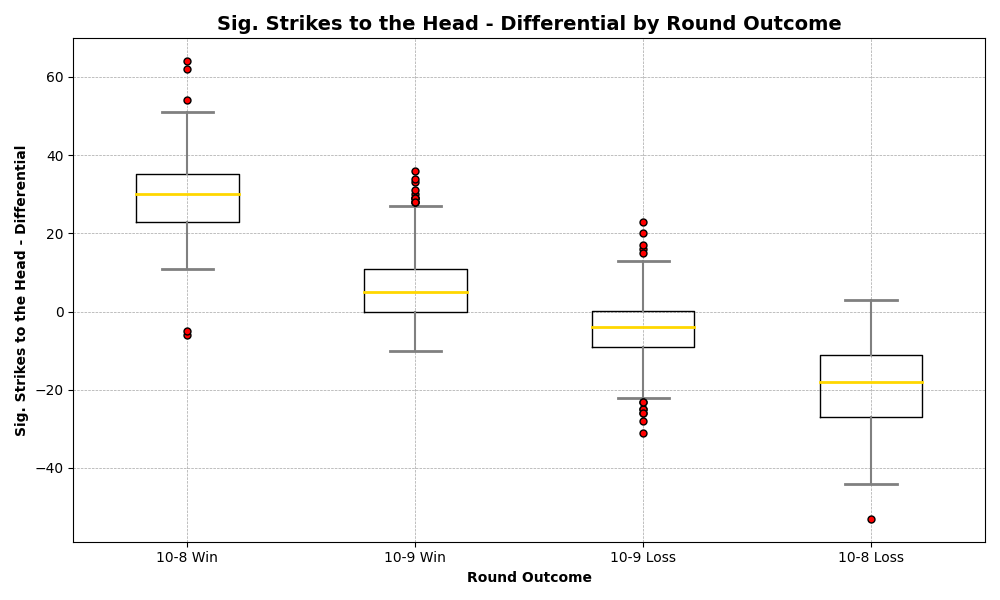 Sig. Strikes to the Head - Differential by Round Outcome
Sig. Strikes to the Head - Differential
60
40
20
0
−20
−40
10-8 Win
10-9 Win
10-9 Loss
10-8 Loss
Round Outcome